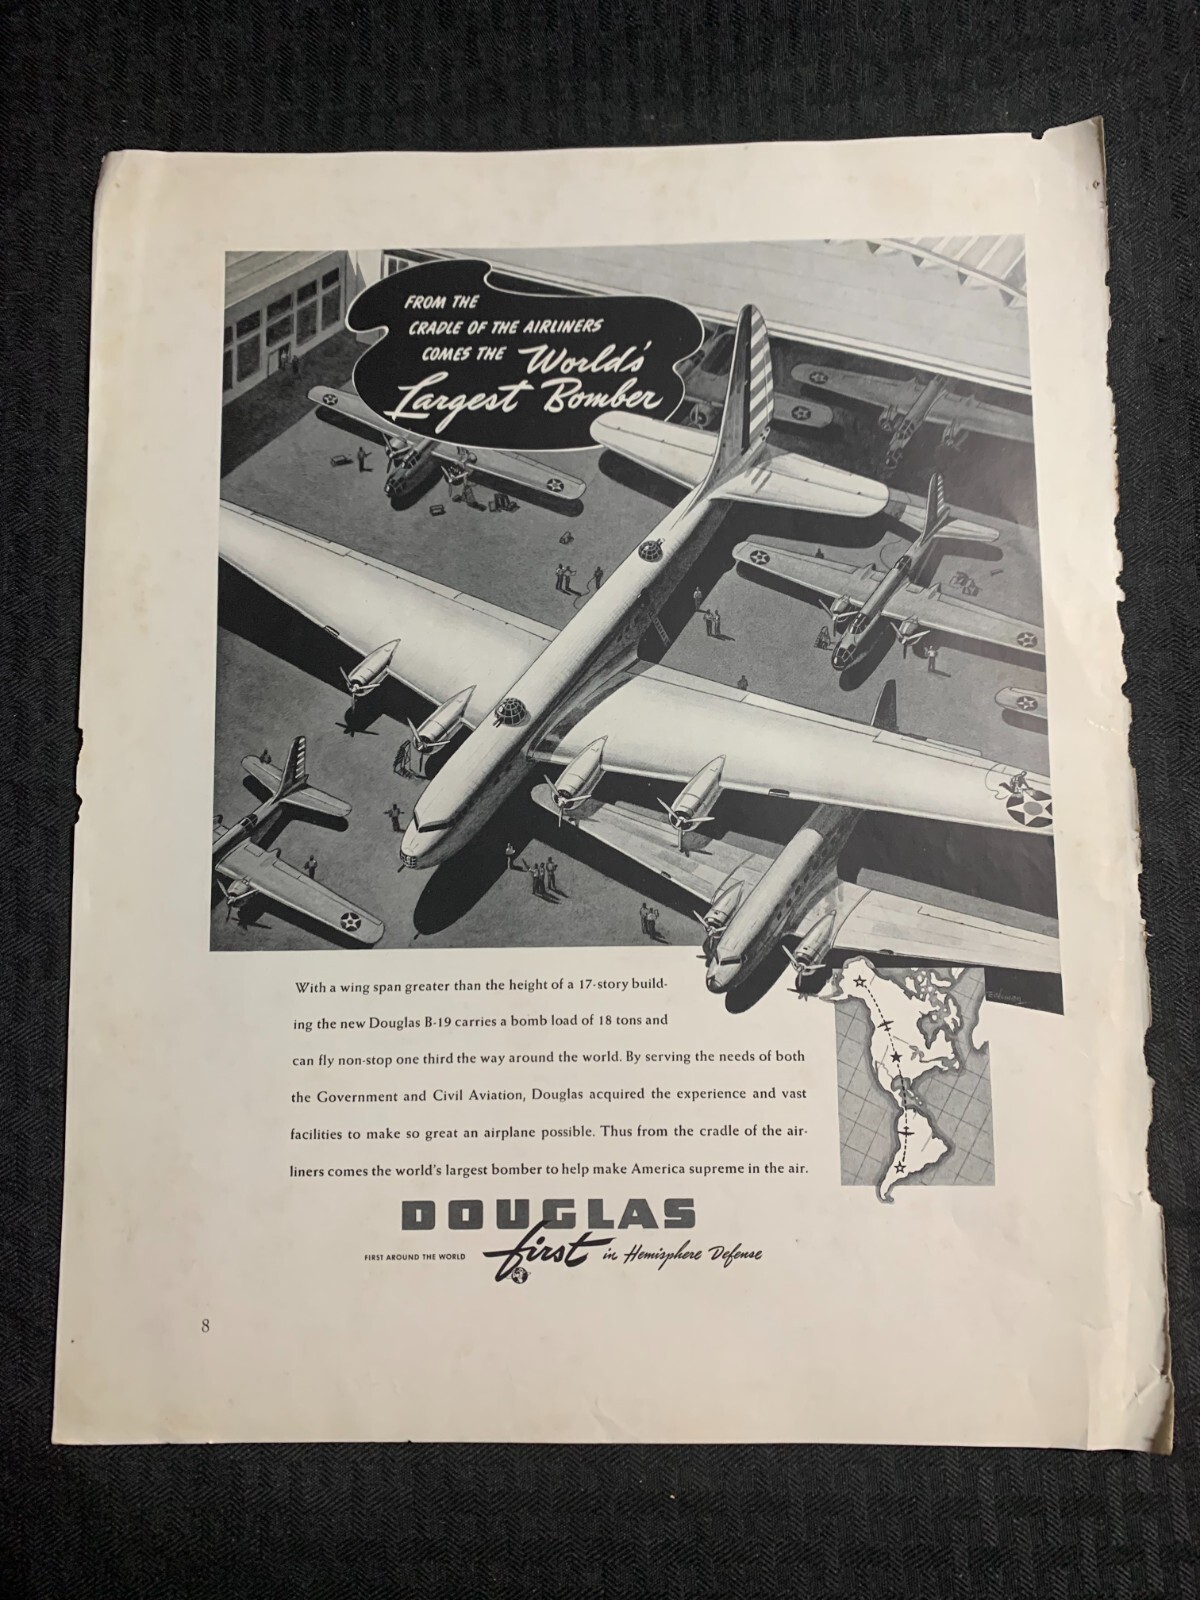 FROM THE
CRADLE OF THE AIRLINERS
COMES THE World's
Largest Bomber
With a wing span greater than the height of a 17-story build-
ing the new Douglas B-19 carries a bomb load of 18 tons and
can fly non-stop one third the way around the world. By serving the needs of both
the Government and Civil Aviation, Douglas acquired the experience and vast
facilities to make so great an airplane possible. Thus from the cradle of the air-
liners comes the world's largest bomber to help make America supreme in the air.
DOUGLAS
FIRST AROUND THE WORLD first in Hemisphere Defense
8